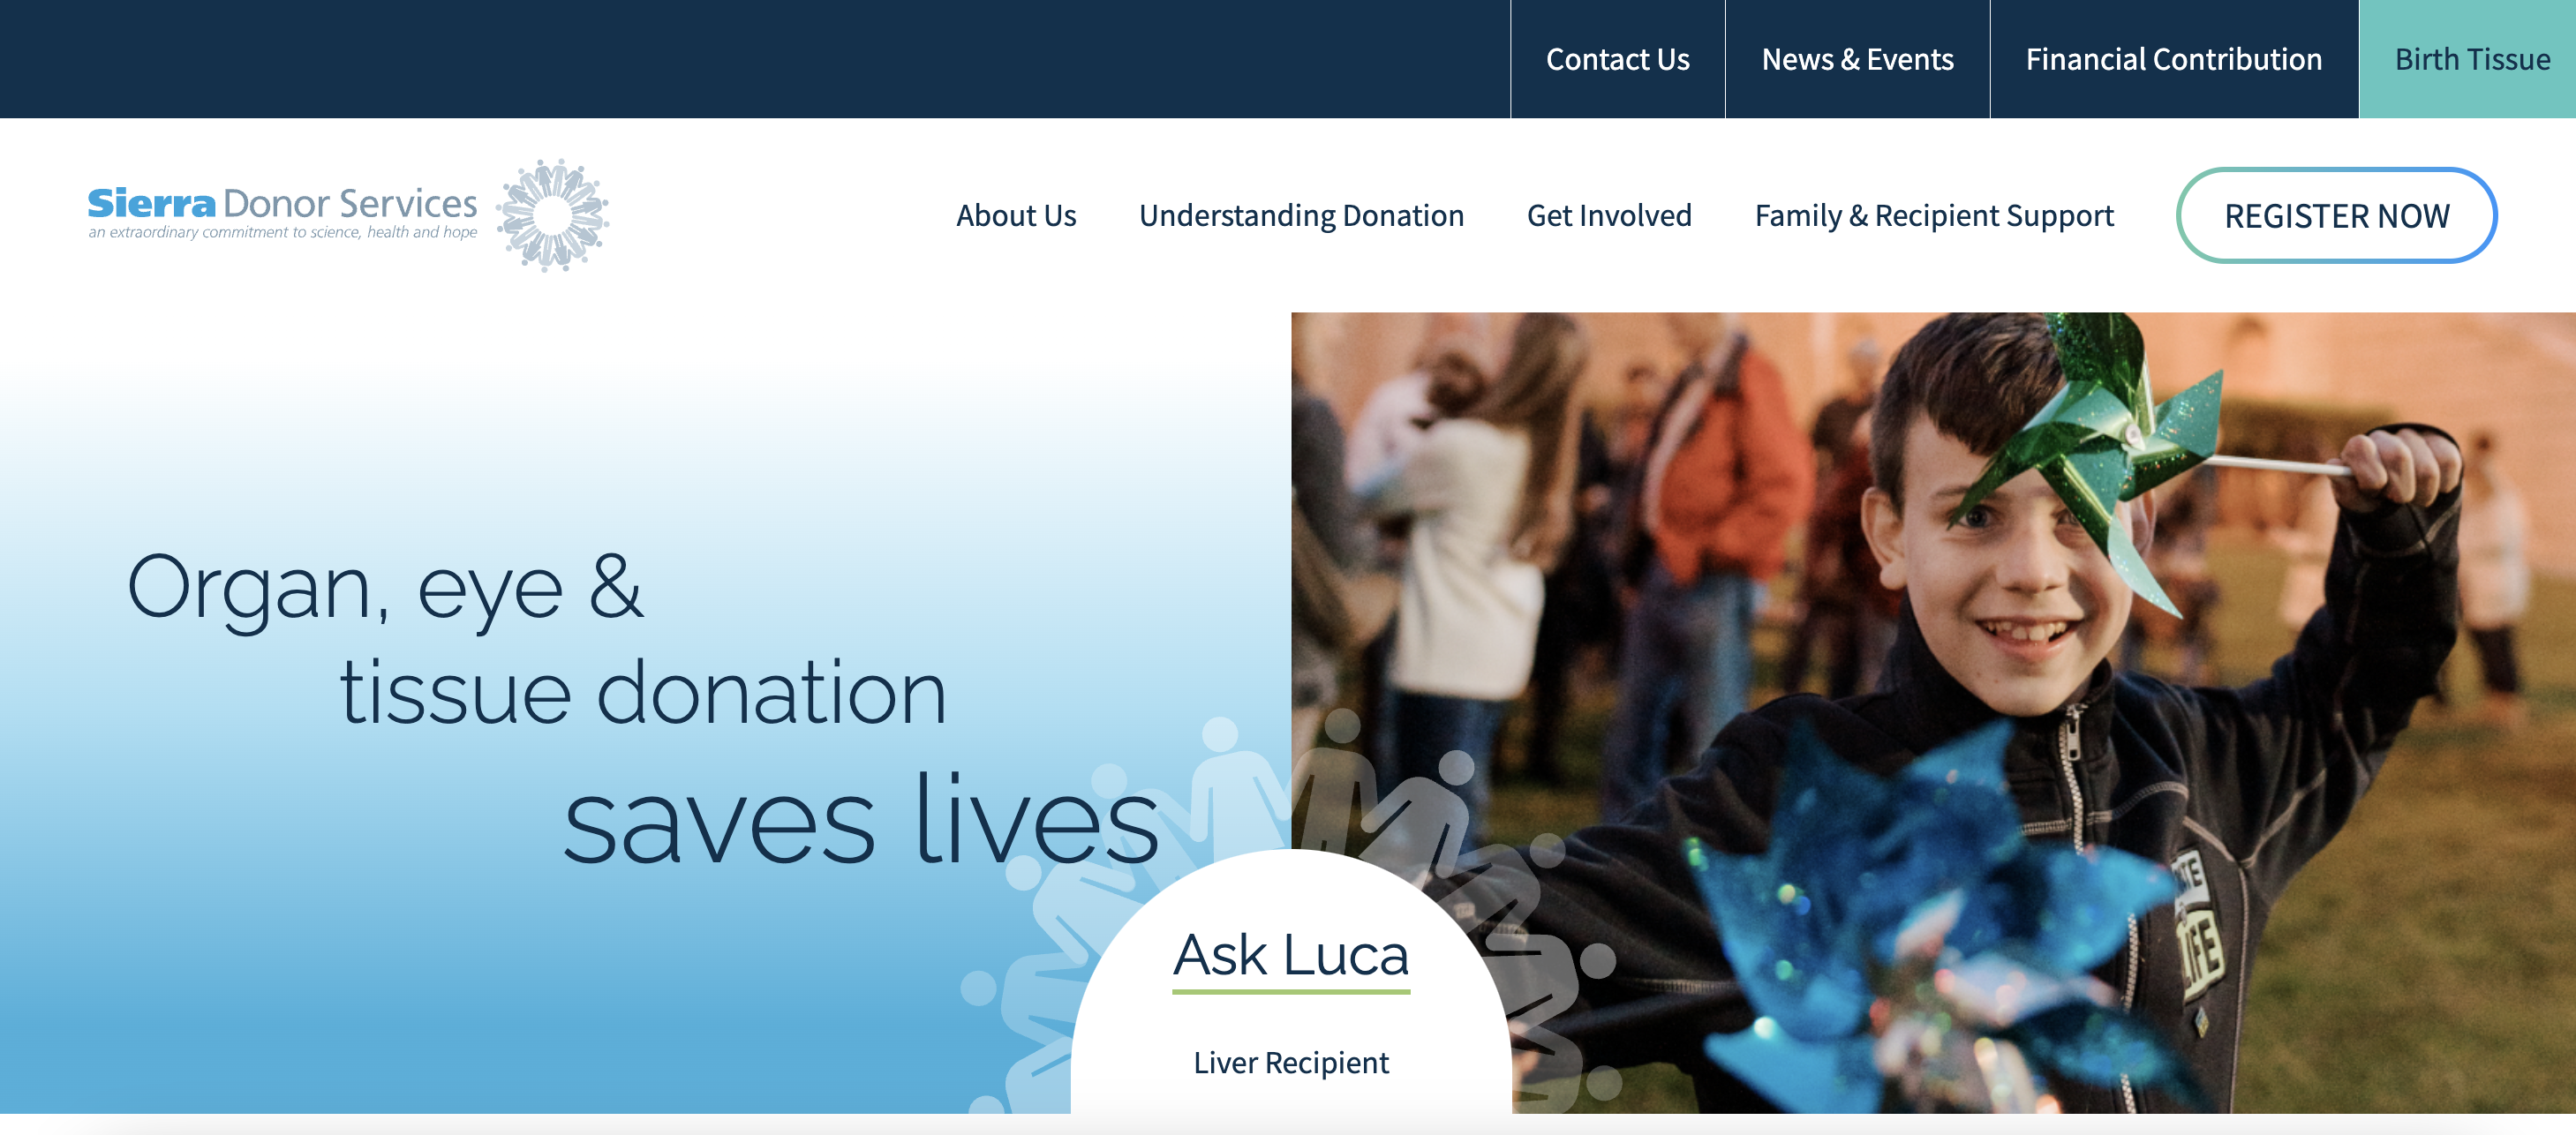 Contact Us
News & Events
Financial Contribution
Birth Tissue
Sierra Donor Services
an extraordinary commitment to science, health and hope
About Us
Understanding Donation
Get Involved
Family & Recipient Support
REGISTER NOW
Organ, eye &
tissue donation
saves lives
Ask Luca
Liver Recipient
LIFE